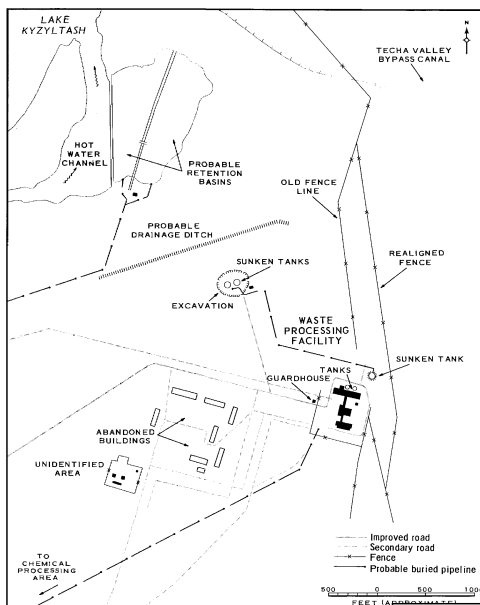 LAKE
KYZYLTASH
N
TECHA VALLEY
BYPASS CANAL
HOT
WATER
CHANNEL
PROBABLE
RETENTION
BASINS
OLD FENCE
LINE
PROBABLE
DRAINAGE DITCH
REALIGNED
FENCE
SUNKEN TANKS
EXCAVATION
WASTE
PROCESSING
FACILITY
SUNKEN TANK
TANKS
GUARDHOUSE
ABANDONED
BUILDINGS
UNIDENTIFIED
AREA
TO
CHEMICAL
PROCESSING
AREA
Improved road
Secondary road
Fence
Probable buried pipeline
500 0 500
FEET (APPROXIMATE)